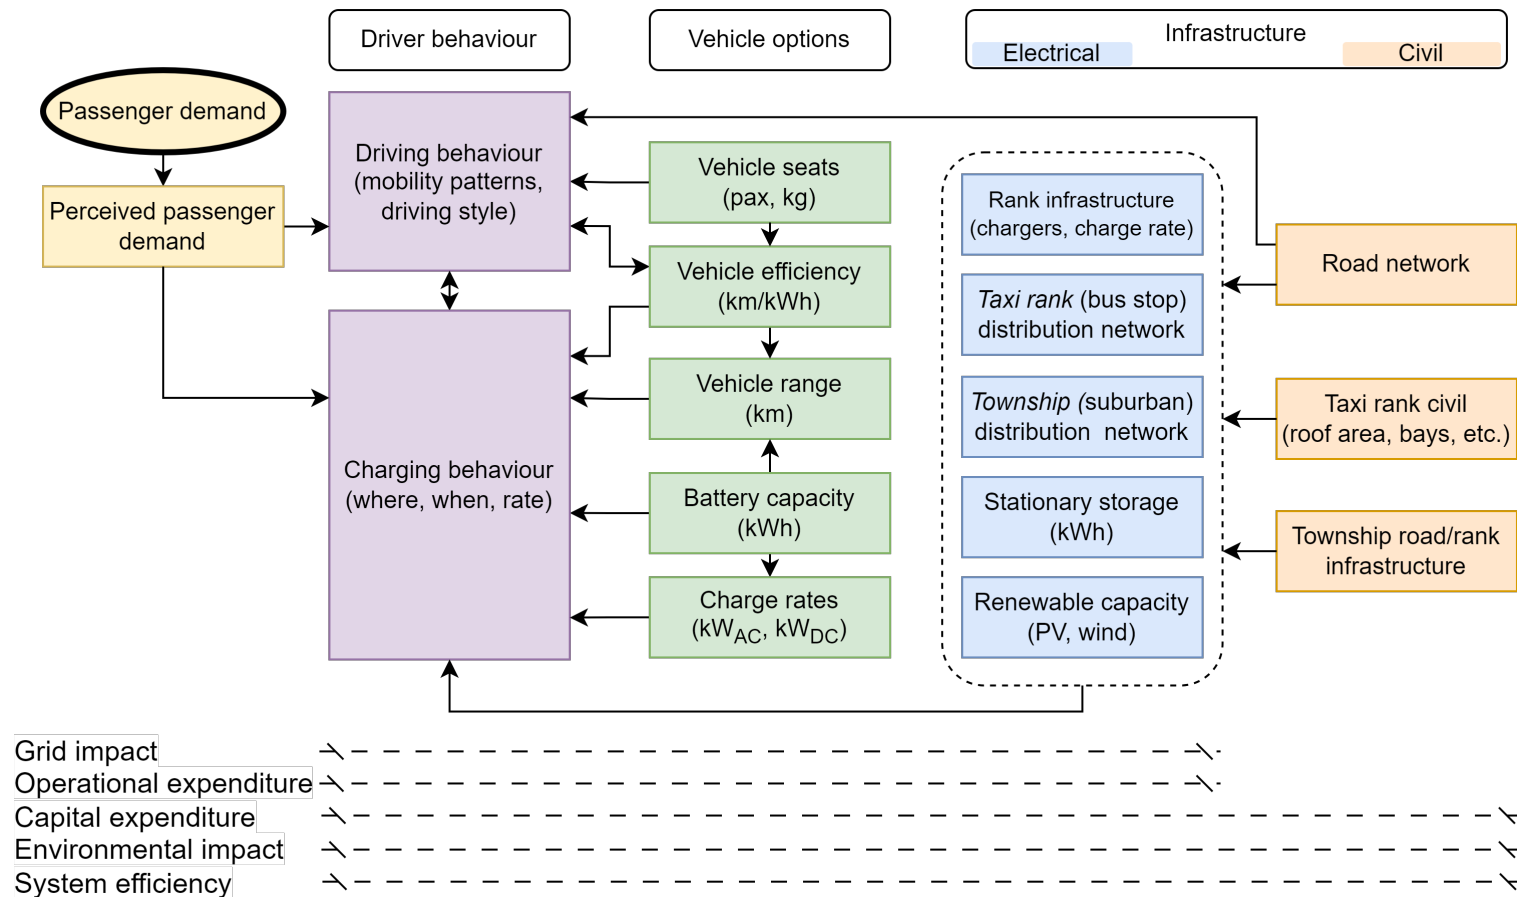 Driver behaviour
Vehicle options
Infrastructure
Electrical
Civil
Passenger demand
Perceived passenger
demand
Driving behaviour
(mobility patterns,
driving style)
Charging behaviour
(where, when, rate)
Vehicle seats
(pax, kg)
Vehicle efficiency
(km/kWh)
Vehicle range
(km)
Battery capacity
(kWh)
Charge rates
(kWAC, kWDC)
Rank infrastructure
(chargers, charge rate)
Taxi rank (bus stop)
distribution network
Township (suburban)
distribution network
Stationary storage
(kWh)
Renewable capacity
(PV, wind)
Road network
Taxi rank civil
(roof area, bays, etc.)
Township road/rank
infrastructure
Grid impact
Operational expenditure
Capital expenditure
Environmental impact
System efficiency